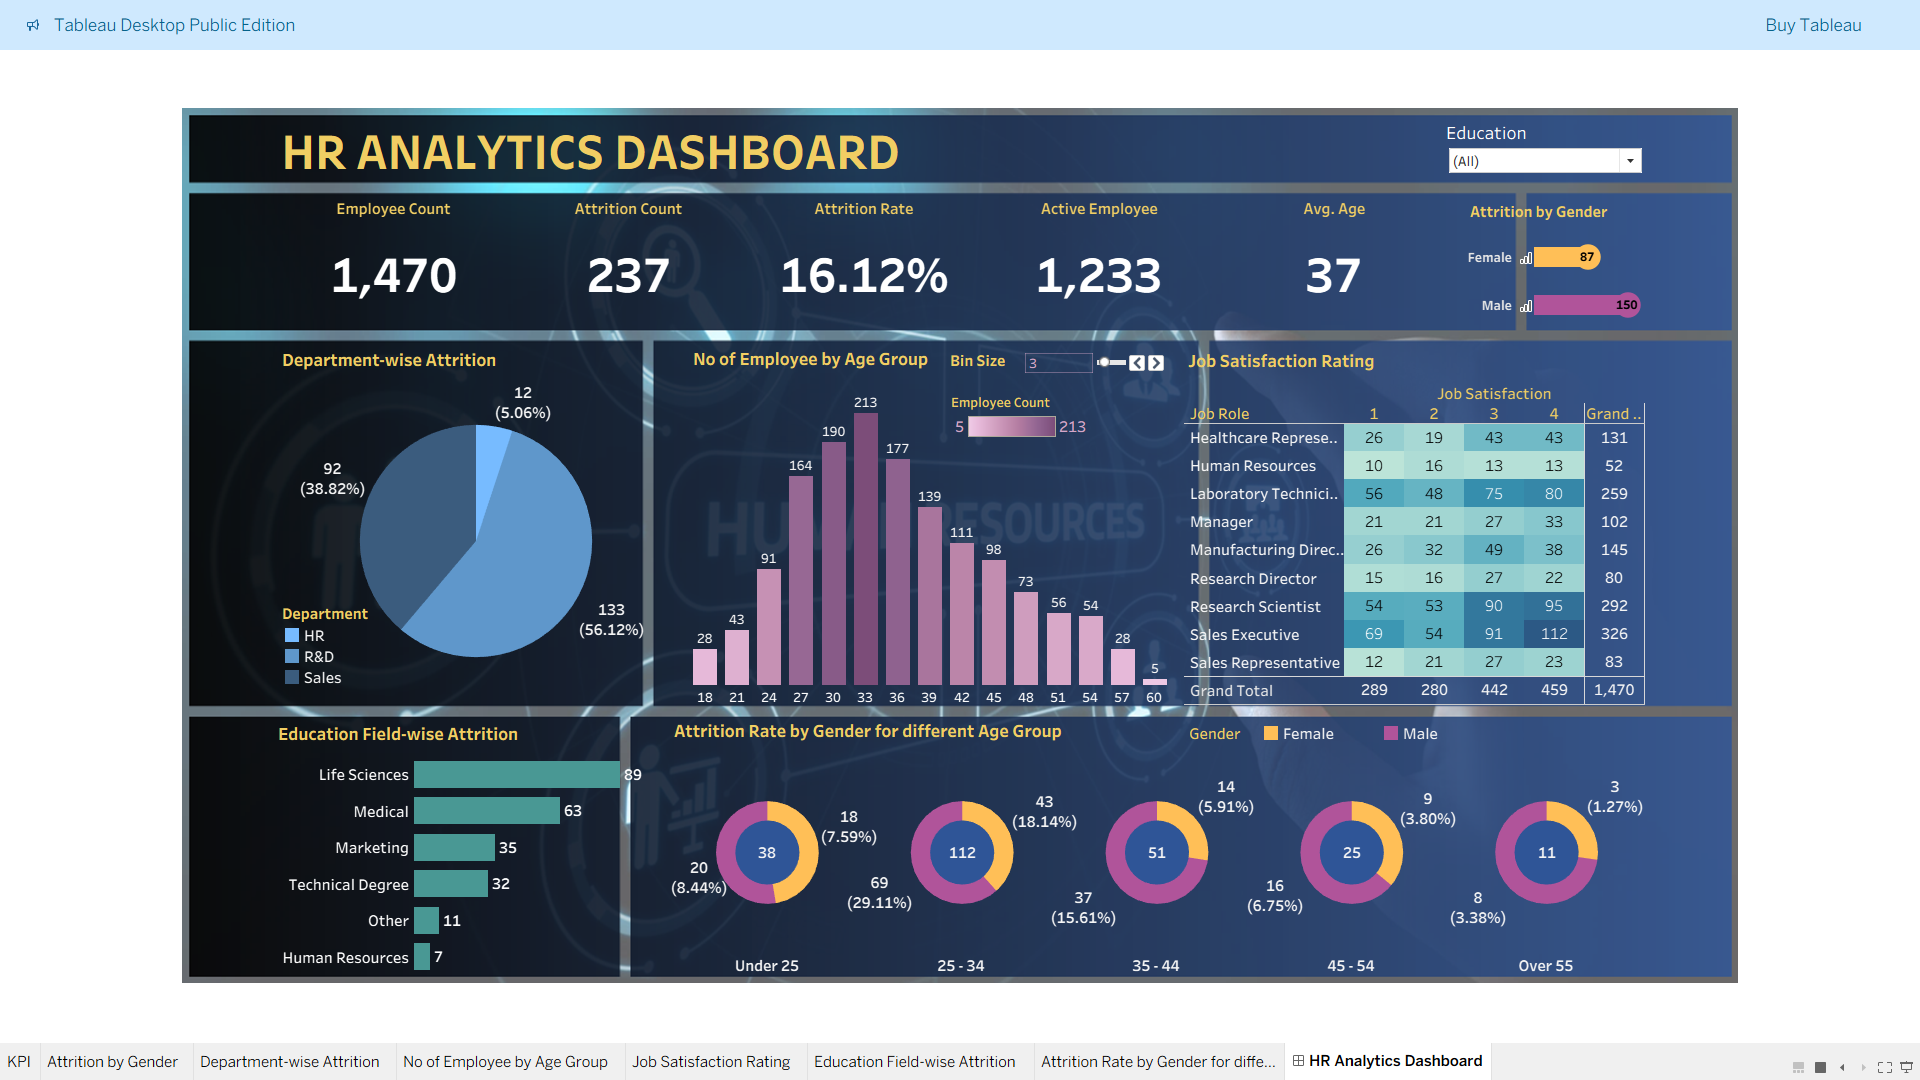 Tableau Desktop Public Edition
Buy Tableau
HR ANALYTICS DASHBOARD
Education
(All)
Employee Count
Attrition Count
Attrition Rate
Active Employee
Avg. Age
1,470
237
16.12%
1,233
37
Attrition by Gender
Female 87
Male 150
Department-wise Attrition
12
(5.06%)
92
(38.82%)
133
(56.12%)
Department
HR
R&D
Sales
No of Employee by Age Group
Bin Size 3
Employee Count
5 213
28 43 91 164 190 213 177 139 111 98 73 56 54 28 5
18 21 24 27 30 33 36 39 42 45 48 51 54 57 60
Job Satisfaction Rating
Job Satisfaction
Job Role 1 2 3 4 Grand ..
Healthcare Represe.. 26 19 43 43 131
Human Resources 10 16 13 13 52
Laboratory Technici.. 56 48 75 80 259
Manager 21 21 27 33 102
Manufacturing Direc.. 26 32 49 38 145
Research Director 15 16 27 22 80
Research Scientist 54 53 90 95 292
Sales Executive 69 54 91 112 326
Sales Representative 12 21 27 23 83
Grand Total 289 280 442 459 1,470
Education Field-wise Attrition
Life Sciences 89
Medical 63
Marketing 35
Technical Degree 32
Other 11
Human Resources 7
Attrition Rate by Gender for different Age Group
Gender Female Male
18
(7.59%)
38
20
(8.44%)
Under 25
43
(18.14%)
112
69
(29.11%)
25 - 34
14
(5.91%)
51
37
(15.61%)
35 - 44
9
(3.80%)
25
16
(6.75%)
45 - 54
3
(1.27%)
11
8
(3.38%)
Over 55
KPI
Attrition by Gender
Department-wise Attrition
No of Employee by Age Group
Job Satisfaction Rating
Education Field-wise Attrition
Attrition Rate by Gender for diffe...
HR Analytics Dashboard